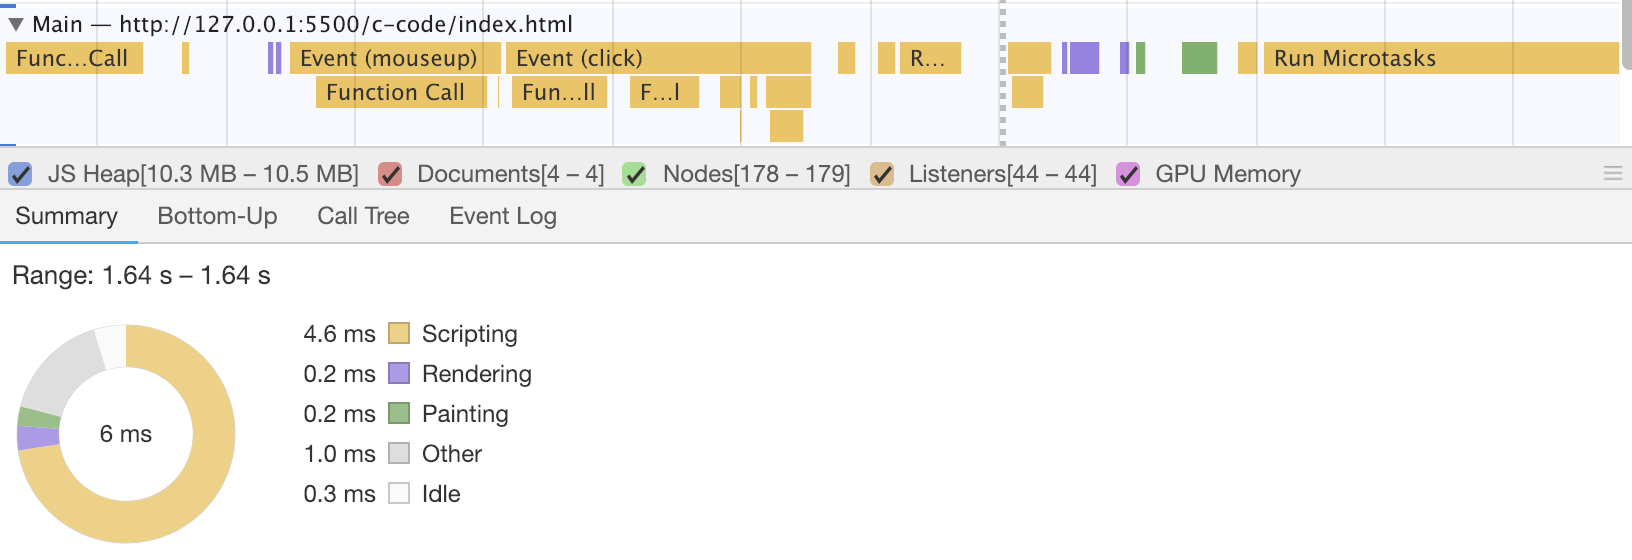 Main — http://127.0.0.1:5500/c-code/index.html
Func...Call Event (mouseup) Event (click) R... Run Microtasks
Function Call Fun...ll F...l
JS Heap[10.3 MB – 10.5 MB] Documents[4 – 4] Nodes[178 – 179] Listeners[44 – 44] GPU Memory
Summary Bottom-Up Call Tree Event Log
Range: 1.64 s – 1.64 s
4.6 ms Scripting
0.2 ms Rendering
0.2 ms Painting
6 ms
1.0 ms Other
0.3 ms Idle